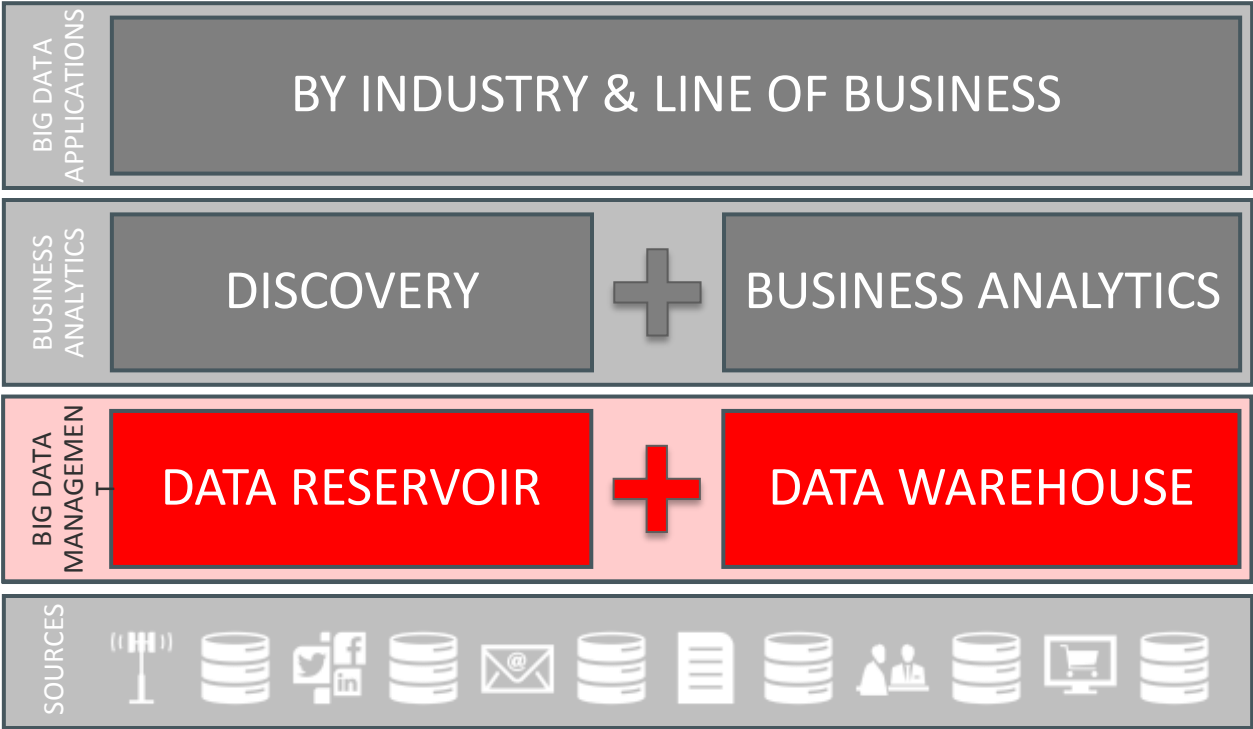 BIG DATA
APPLICATIONS
BY INDUSTRY & LINE OF BUSINESS
BUSINESS
ANALYTICS
DISCOVERY
BUSINESS ANALYTICS
BIG DATA
MANAGEMEN
T
DATA RESERVOIR
DATA WAREHOUSE
SOURCES
f
in
@